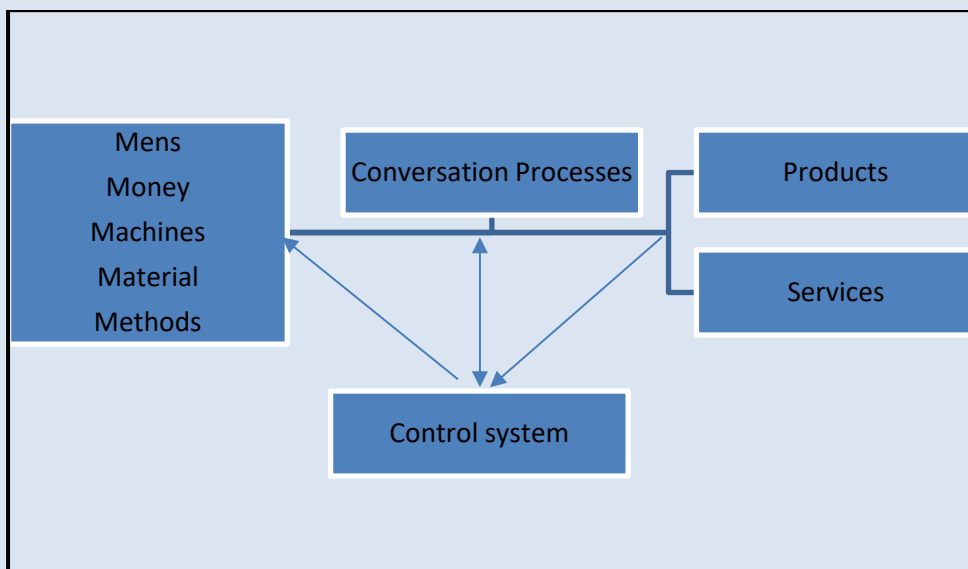 Mens
Money
Machines
Material
Methods
Conversation Processes
Products
Services
Control system